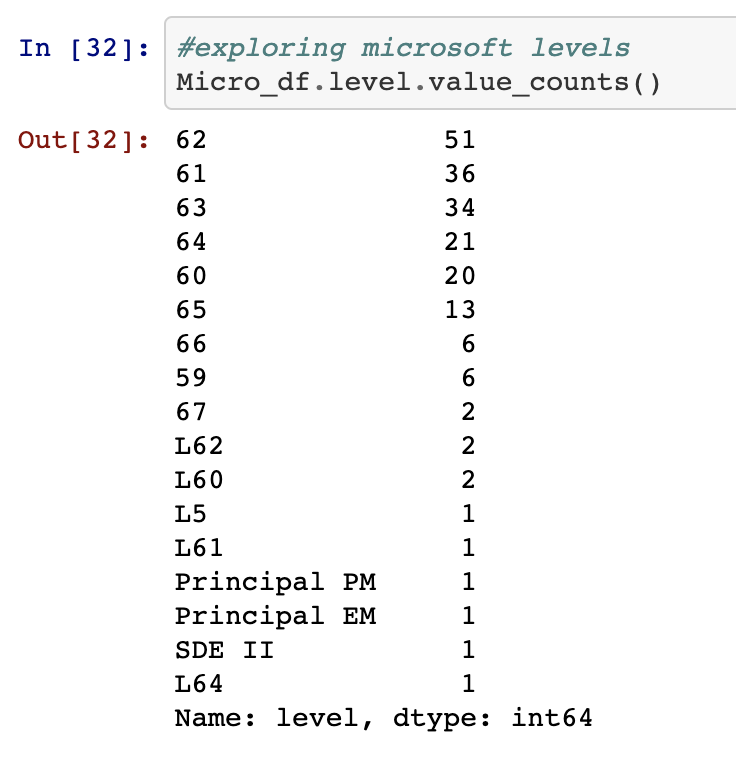 In [32]: #exploring microsoft levels
Micro_df.level.value_counts()
Out[32]: 62 51
61 36
63 34
64 21
60 20
65 13
66 6
59 6
67 2
L62 2
L60 2
L5 1
L61 1
Principal PM 1
Principal EM 1
SDE II 1
L64 1
Name: level, dtype: int64